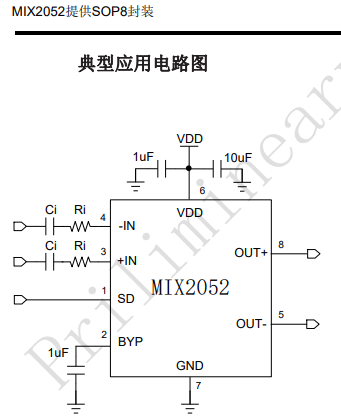 MIX2052提供SOP8封装
典型应用电路图
VDD
1uF
10uF
6
VDD
Ci
Ri
4
-IN
Ci
Ri
3
+IN
OUT+
8
MIX2052
1
SD
OUT-
5
2
BYP
1uF
GND
7
Priliminary